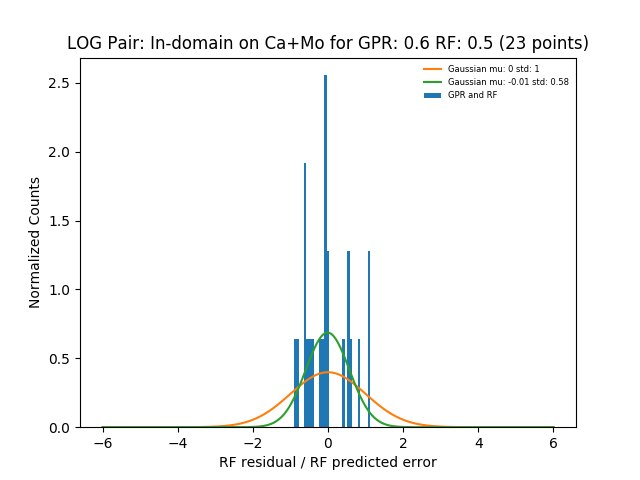 LOG Pair: In-domain on Ca+Mo for GPR: 0.6 RF: 0.5 (23 points)
Gaussian mu: 0 std: 1
Gaussian mu: -0.01 std: 0.58
GPR and RF
Normalized Counts
2.5
2.0
1.5
1.0
0.5
0.0
−6
−4
−2
0
2
4
6
RF residual / RF predicted error